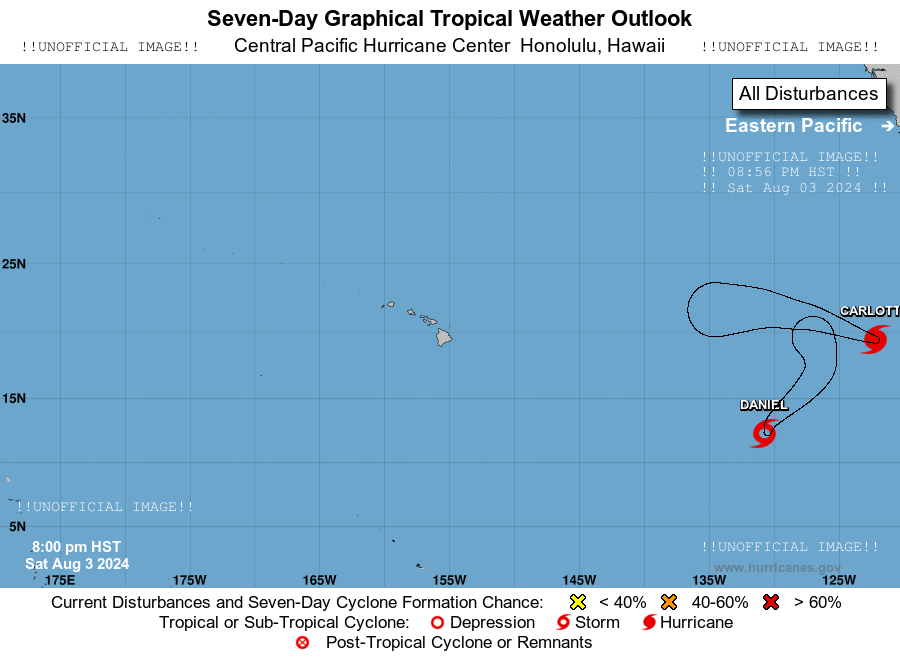 Seven-Day Graphical Tropical Weather Outlook
!!UNOFFICIAL IMAGE!! Central Pacific Hurricane Center Honolulu, Hawaii !!UNOFFICIAL IMAGE!!
All Disturbances
35N
Eastern Pacific →
!!UNOFFICIAL IMAGE!!
!! 08:56 PM HST !!
!! Sat Aug 03 2024 !!
25N
CARLOTT
15N
DANIEL
!!UNOFFICIAL IMAGE!!
5N
8:00 pm HST
Sat Aug 3 2024
!!UNOFFICIAL IMAGE!!
www.hurricanes.gov
175E 175W 165W 155W 145W 135W 125W
Current Disturbances and Seven-Day Cyclone Formation Chance: < 40% 40-60% > 60%
Tropical or Sub-Tropical Cyclone: Depression Storm Hurricane
Post-Tropical Cyclone or Remnants